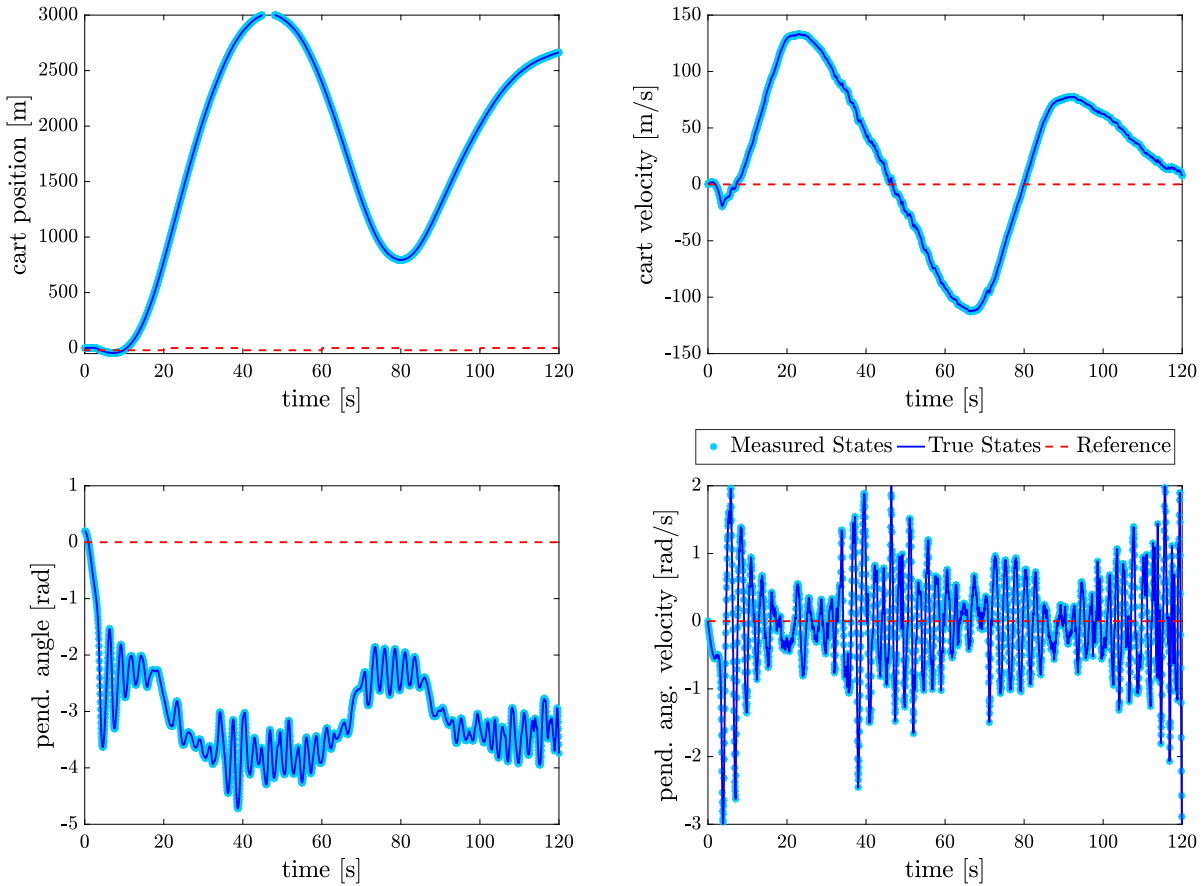 3000
2500
2000
1500
1000
500
0
cart position [m]
0 20 40 60 80 100 120
time [s]
150
100
50
0
-50
-100
-150
cart velocity [m/s]
0 20 40 60 80 100 120
time [s]
Measured States True States Reference
1
0
-1
-2
-3
-4
-5
pend. angle [rad]
0 20 40 60 80 100 120
time [s]
2
1
0
-1
-2
-3
pend. ang. velocity [rad/s]
0 20 40 60 80 100 120
time [s]